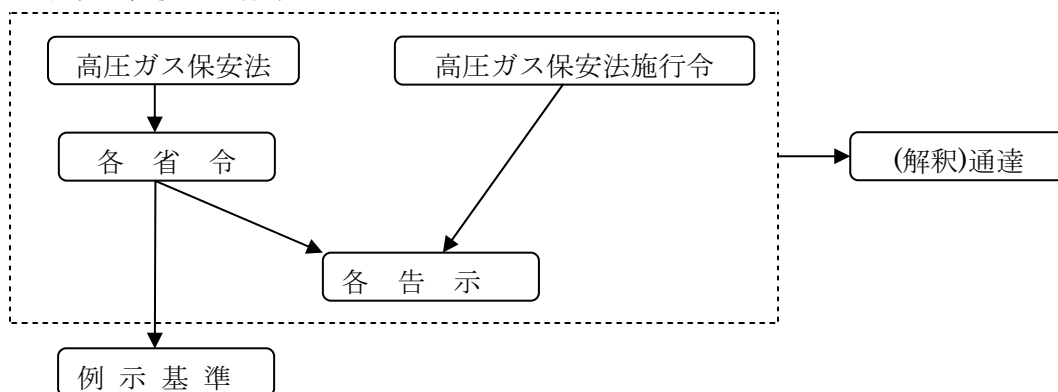 高圧ガス保安法
高圧ガス保安法施行令
各 省 令
(解釈)通達
各 告 示
例 示 基 準